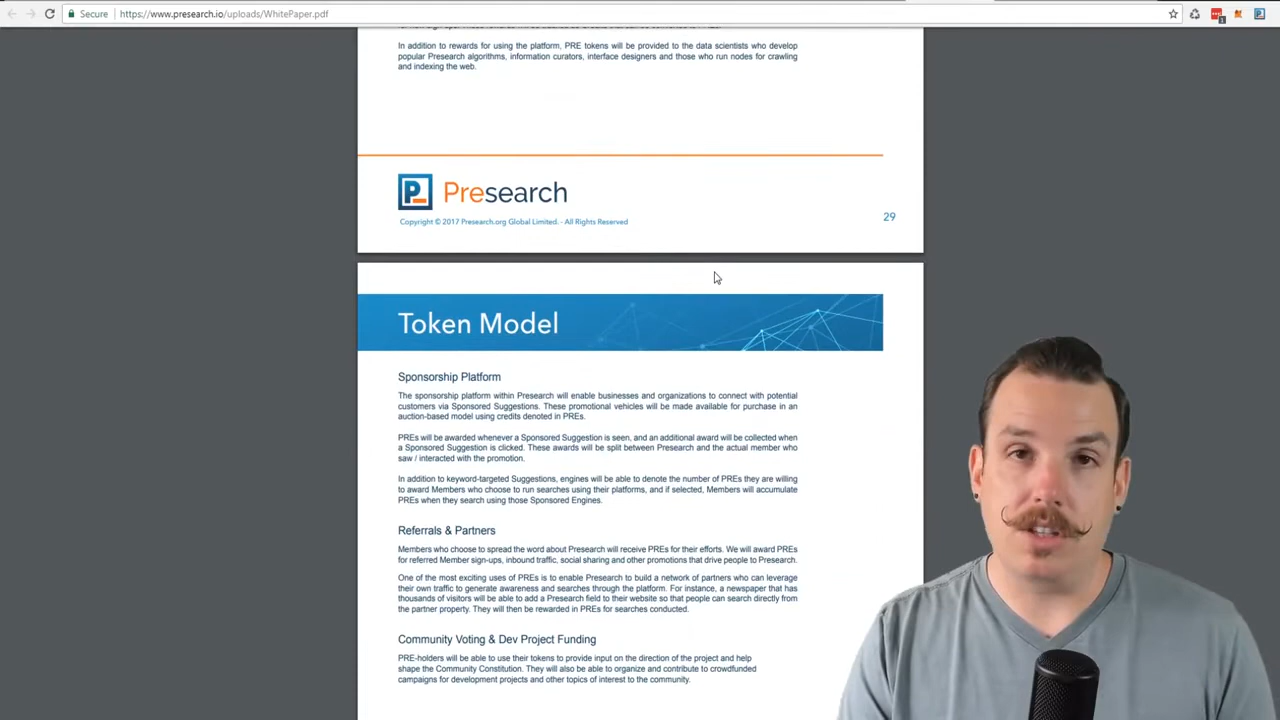 Secure
https://www.presearch.io/uploads/WhitePaper.pdf
In addition to rewards for using the platform, PRE tokens will be provided to the data scientists who develop
popular Presearch algorithms, information curators, interface designers and those who run nodes for crawling
and indexing the web.
Presearch
Copyright © 2017 Presearch.org Global Limited. - All Rights Reserved
29
Token Model
Sponsorship Platform
The sponsorship platform within Presearch will enable businesses and organizations to connect with potential
customers via Sponsored Suggestions. These promotional vehicles will be made available for purchase in an
auction-based model using credits denoted in PREs.
PREs will be awarded whenever a Sponsored Suggestion is seen, and an additional award will be collected when
a Sponsored Suggestion is clicked. These awards will be split between Presearch and the actual member who
saw / interacted with the promotion.
In addition to keyword-targeted Suggestions, engines will be able to denote the number of PREs they are willing
to award Members who choose to run searches using their platforms, and if selected, Members will accumulate
PREs when they search using those Sponsored Engines.
Referrals & Partners
Members who choose to spread the word about Presearch will receive PREs for their efforts. We will award PREs
for referred Member sign-ups, inbound traffic, social sharing and other promotions that drive people to Presearch.
One of the most exciting uses of PREs is to enable Presearch to build a network of partners who can leverage
their own traffic to generate awareness and searches through the platform. For instance, a newspaper that has
thousands of visitors will be able to add a Presearch field to their website so that people can search directly from
the partner property. They will then be rewarded in PREs for searches conducted.
Community Voting & Dev Project Funding
PRE-holders will be able to use their tokens to provide input on the direction of the project and help
shape the Community Constitution. They will also be able to organize and contribute to crowdfunded
campaigns for development projects and other topics of interest to the community.